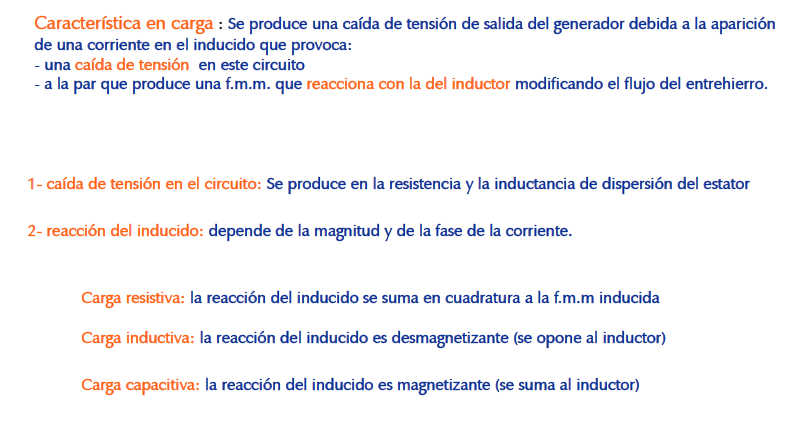 Característica en carga : Se produce una caída de tensión de salida del generador debida a la aparición
de una corriente en el inducido que provoca:
- una caída de tensión en este circuito
- a la par que produce una f.m.m. que reacciona con la del inductor modificando el flujo del entrehierro.
1- caída de tensión en el circuito: Se produce en la resistencia y la inductancia de dispersión del estator
2- reacción del inducido: depende de la magnitud y de la fase de la corriente.
Carga resistiva: la reacción del inducido se suma en cuadratura a la f.m.m inducida
Carga inductiva: la reacción del inducido es desmagnetizante (se opone al inductor)
Carga capacitiva: la reacción del inducido es magnetizante (se suma al inductor)